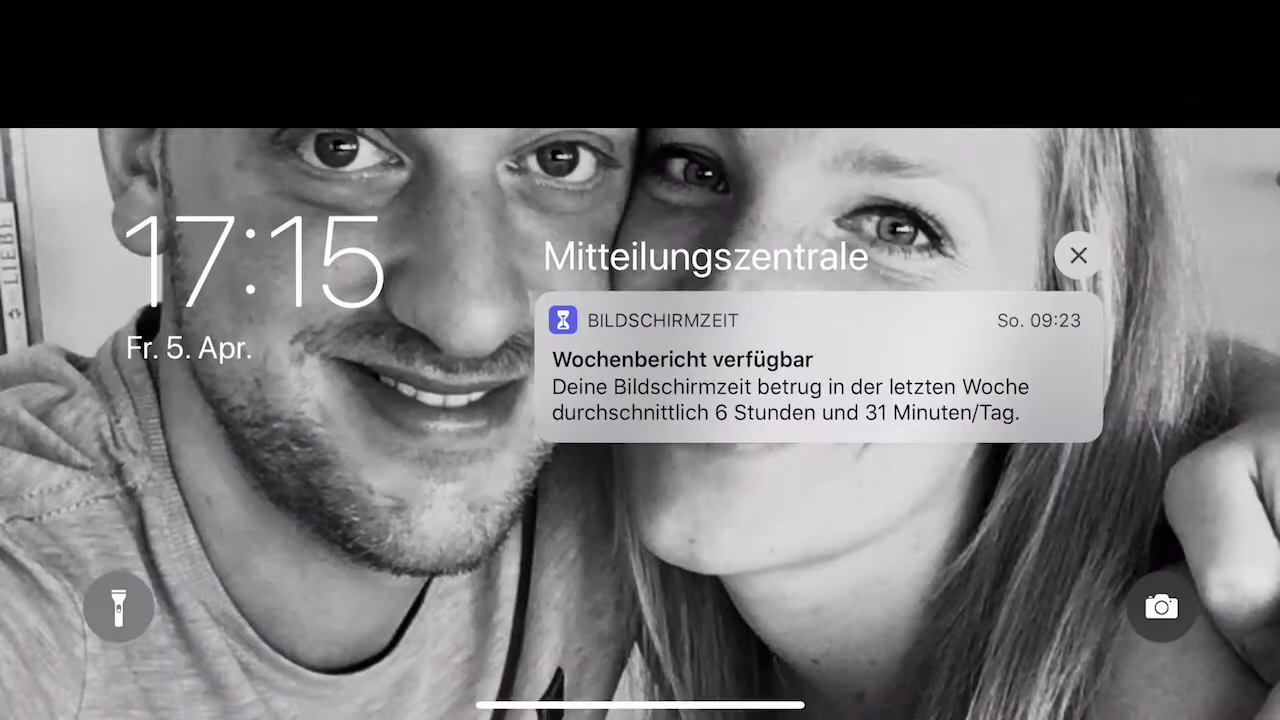 LIEBE
17:15
Fr. 5. Apr.
Mitteilungszentrale
BILDSCHIRMZEIT
So. 09:23
Wochenbericht verfügbar
Deine Bildschirmzeit betrug in der letzten Woche
durchschnittlich 6 Stunden und 31 Minuten/Tag.